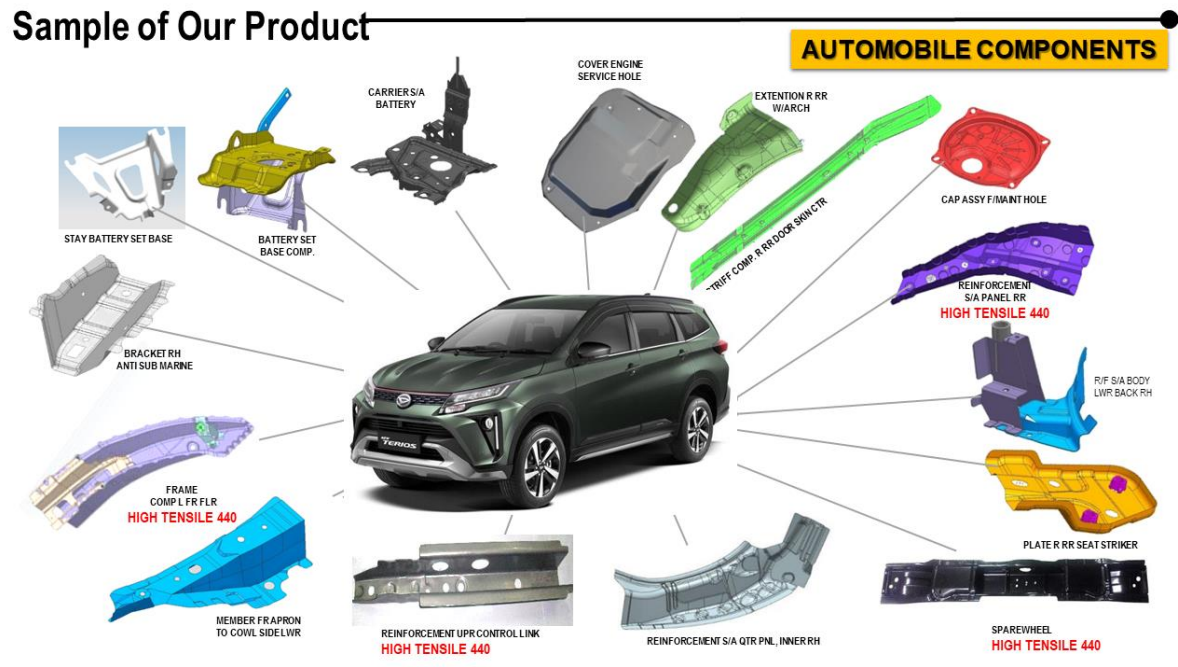 Sample of Our Product
AUTOMOBILE COMPONENTS
COVER ENGINE
SERVICE HOLE
CARRIER S/A
BATTERY
EXTENTION R RR
W/ARCH
CAP ASSY F/MAINT HOLE
STAY BATTERY SET BASE
BATTERY SET
BASE COMP.
STRIFF COMP. R RR DOOR SKIN CTR
REINFORCEMENT
S/A PANEL RR
HIGH TENSILE 440
BRACKET RH
ANTI SUB MARINE
R/F S/A BODY
LWR BACK RH
TERIOS
FRAME
COMP L FR FLR
HIGH TENSILE 440
PLATE R RR SEAT STRIKER
MEMBER FR APRON
TO COWL SIDE LWR
REINFORCEMENT UPR CONTROL LINK
HIGH TENSILE 440
REINFORCEMENT S/A QTR PNL, INNER RH
SPAREWHEEL
HIGH TENSILE 440